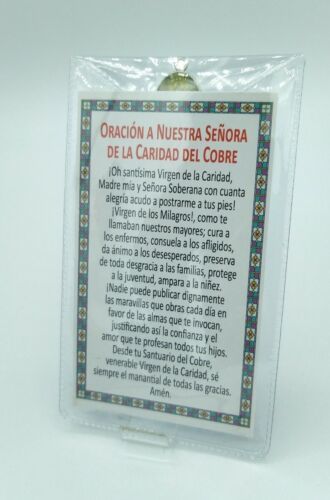 ORACIÓN A NUESTRA SEÑORA
DE LA CARIDAD DEL COBRE
¡Oh santísima Virgen de la Caridad,
Madre mía y Señora Soberana con cuanta
alegría acudo a postrarme a tus pies!
¡Virgen de los Milagros!, como te
llamaban nuestros mayores; cura a
los enfermos, consuela a los afligidos,
da ánimo a los desesperados, preserva
de toda desgracia a las familias, protege
a la juventud, ampara a la niñez.
¡Nadie puede publicar dignamente
las maravillas que obras cada día en
favor de las almas que te invocan,
justificando así la confianza y el
amor que te profesan todos tus hijos.
Desde tu Santuario del Cobre,
venerable Virgen de la Caridad, sé
siempre el manantial de todas las gracias.
Amén.